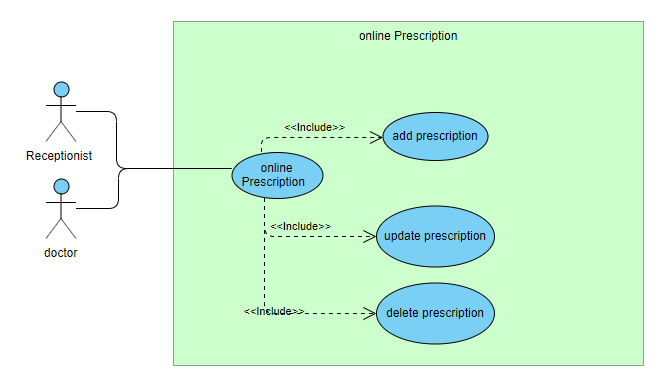 online Prescription
Receptionist
doctor
online
Prescription
<<Include>>
add prescription
<<Include>>
update prescription
<<Include>>
delete prescription